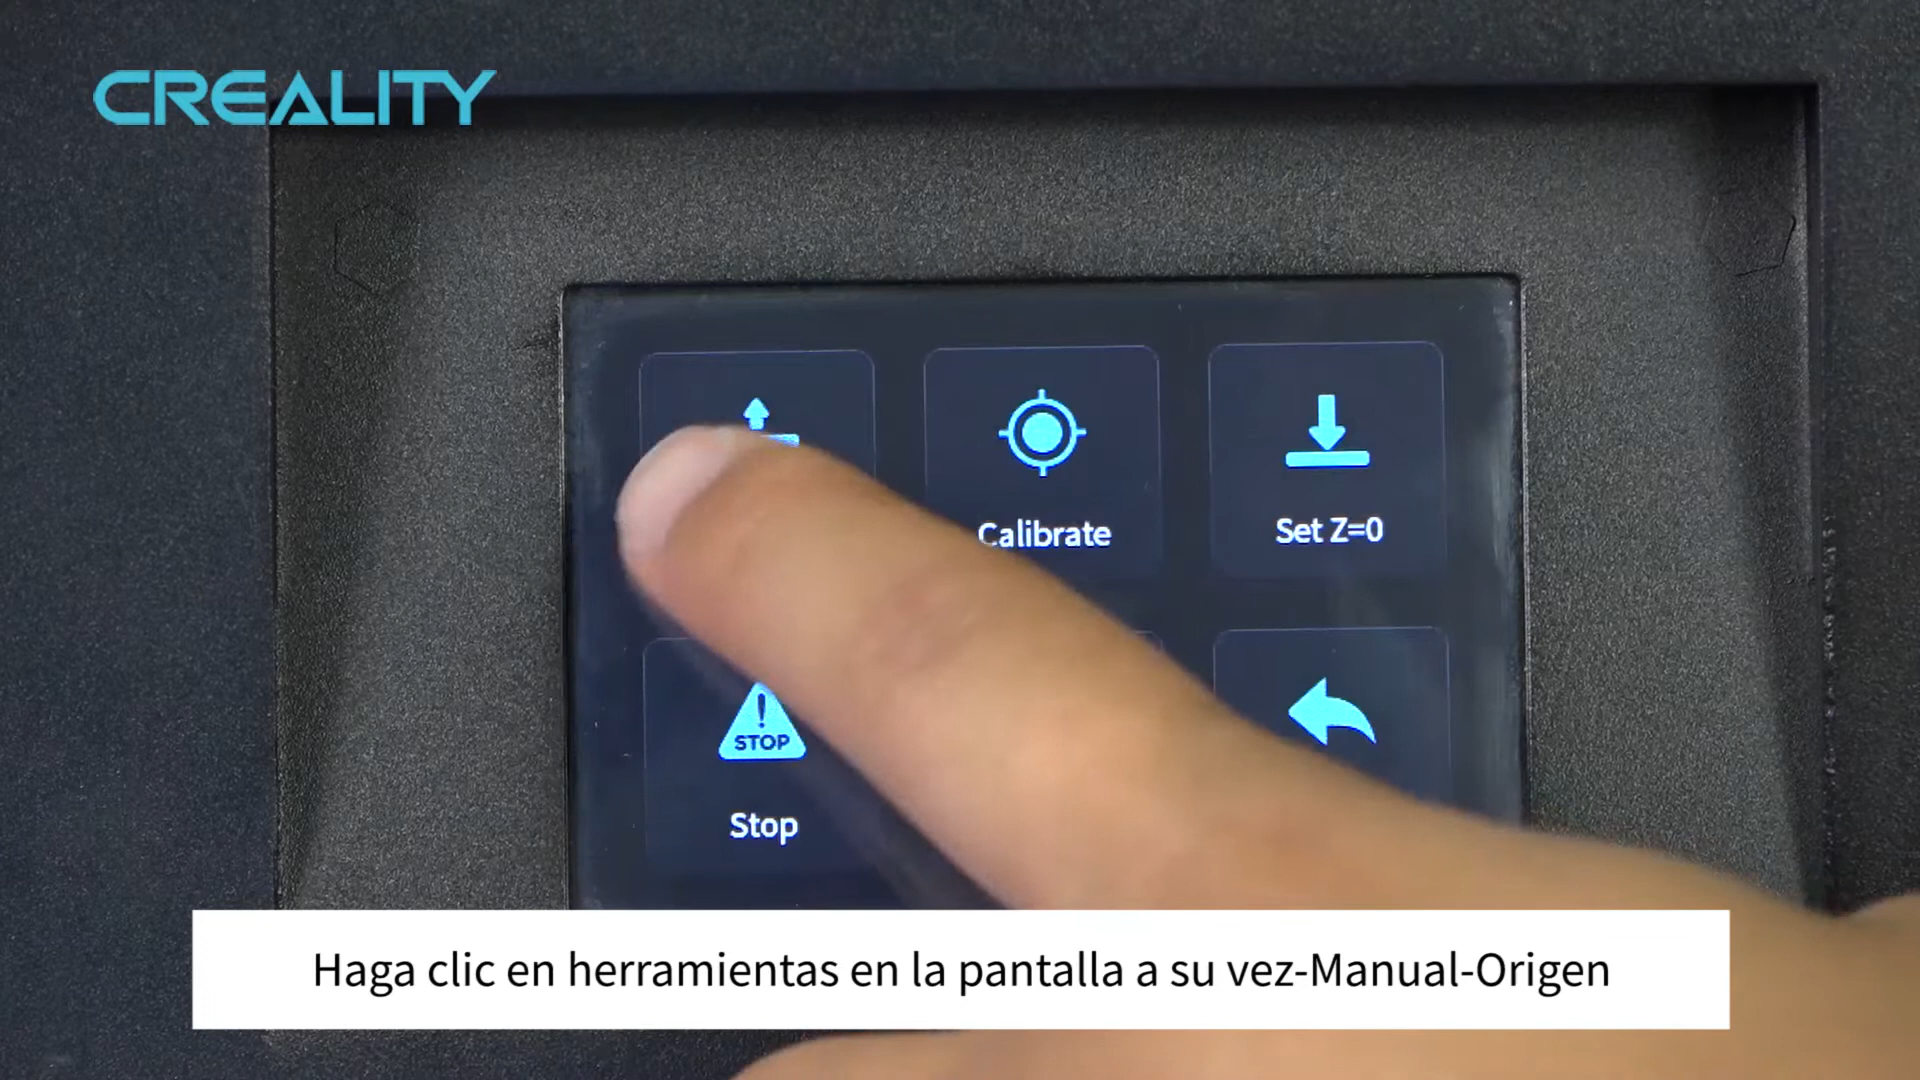 CREALITY
Calibrate
Set Z=0
STOP
Stop
Haga clic en herramientas en la pantalla a su vez-Manual-Origen